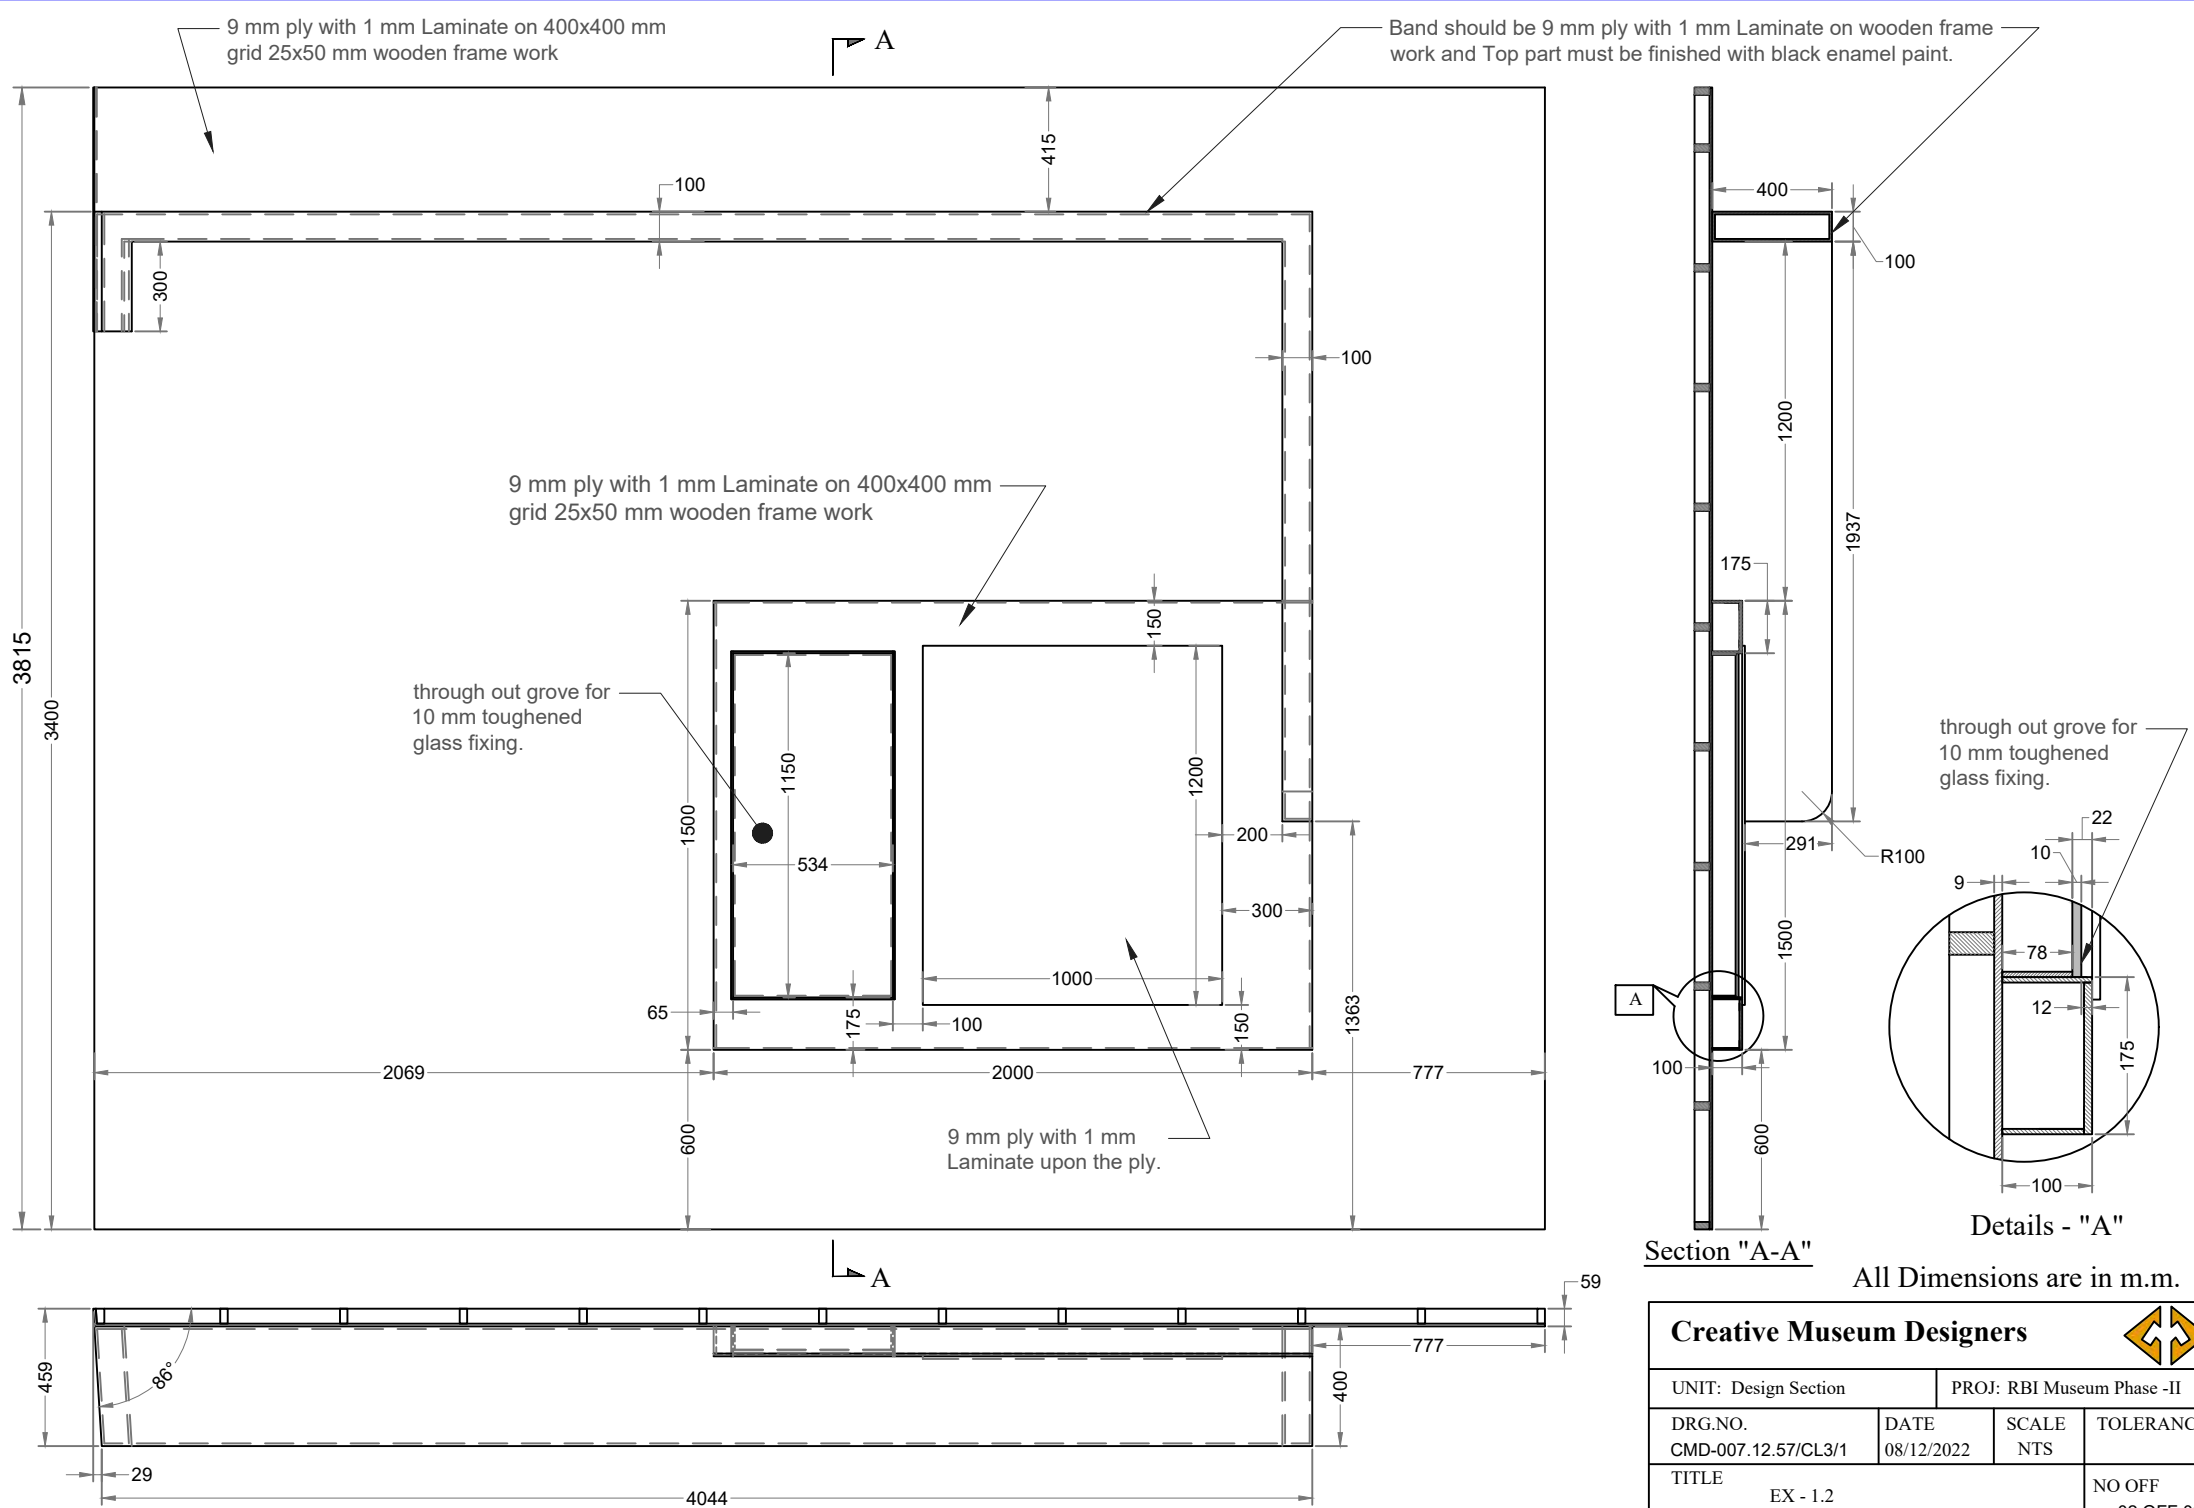 9 mm ply with 1 mm Laminate on 400x400 mm
grid 25x50 mm wooden frame work
A
Band should be 9 mm ply with 1 mm Laminate on wooden frame
work and Top part must be finished with black enamel paint.
415
100
300
100
3815
3400
9 mm ply with 1 mm Laminate on 400x400 mm
grid 25x50 mm wooden frame work
150
through out grove for
10 mm toughened
glass fixing.
1500
1150
534
1200
200
300
1000
65
175
100
150
1363
2069
2000
777
600
9 mm ply with 1 mm
Laminate upon the ply.
A
400
100
1200
1937
175
291
R100
1500
A
100
600
Section "A-A"
through out grove for
10 mm toughened
glass fixing.
22
10
9
78
12
175
100
Details - "A"
All Dimensions are in m.m.
59
777
459
86°
400
29
4044
Creative Museum Designers
UNIT: Design Section
PROJ: RBI Museum Phase -II
DRG.NO.
CMD-007.12.57/CL3/1
DATE
08/12/2022
SCALE
NTS
TITLE
EX - 1.2
NO OFF